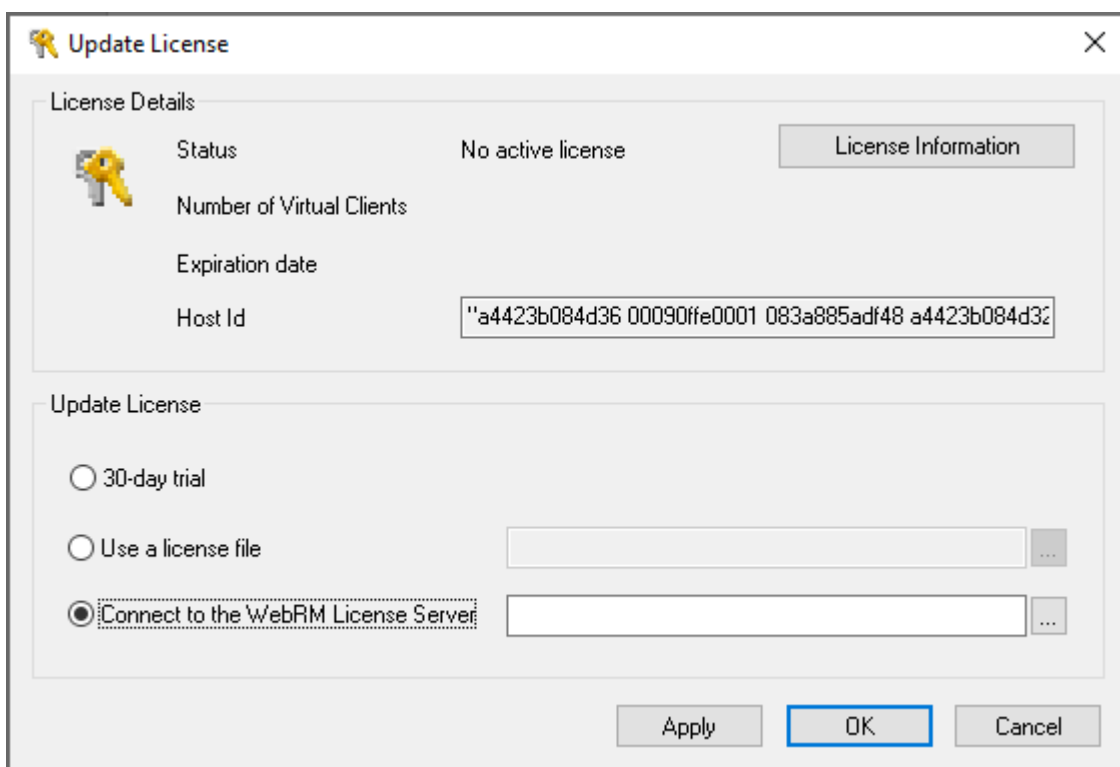 Update License
License Details
Status No active license License Information
Number of Virtual Clients
Expiration date
Host Id "a4423b084d36 00090ffe0001 083a885adf48 a4423b084d32
Update License
30-day trial
Use a license file ...
Connect to the WebRM License Server ...
Apply OK Cancel